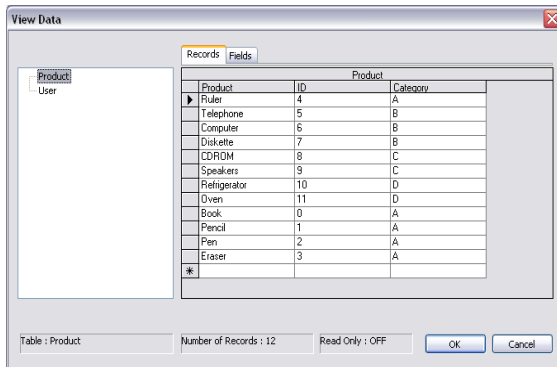 View Data
Records Fields
Product
User
Product
Product ID Category
Ruler 4 A
Telephone 5 B
Computer 6 B
Diskette 7 B
CDROM 8 C
Speakers 9 C
Refrigerator 10 D
Oven 11 D
Book 0 A
Pencil 1 A
Pen 2 A
Eraser 3 A
Table : Product Number of Records : 12 Read Only : OFF OK Cancel